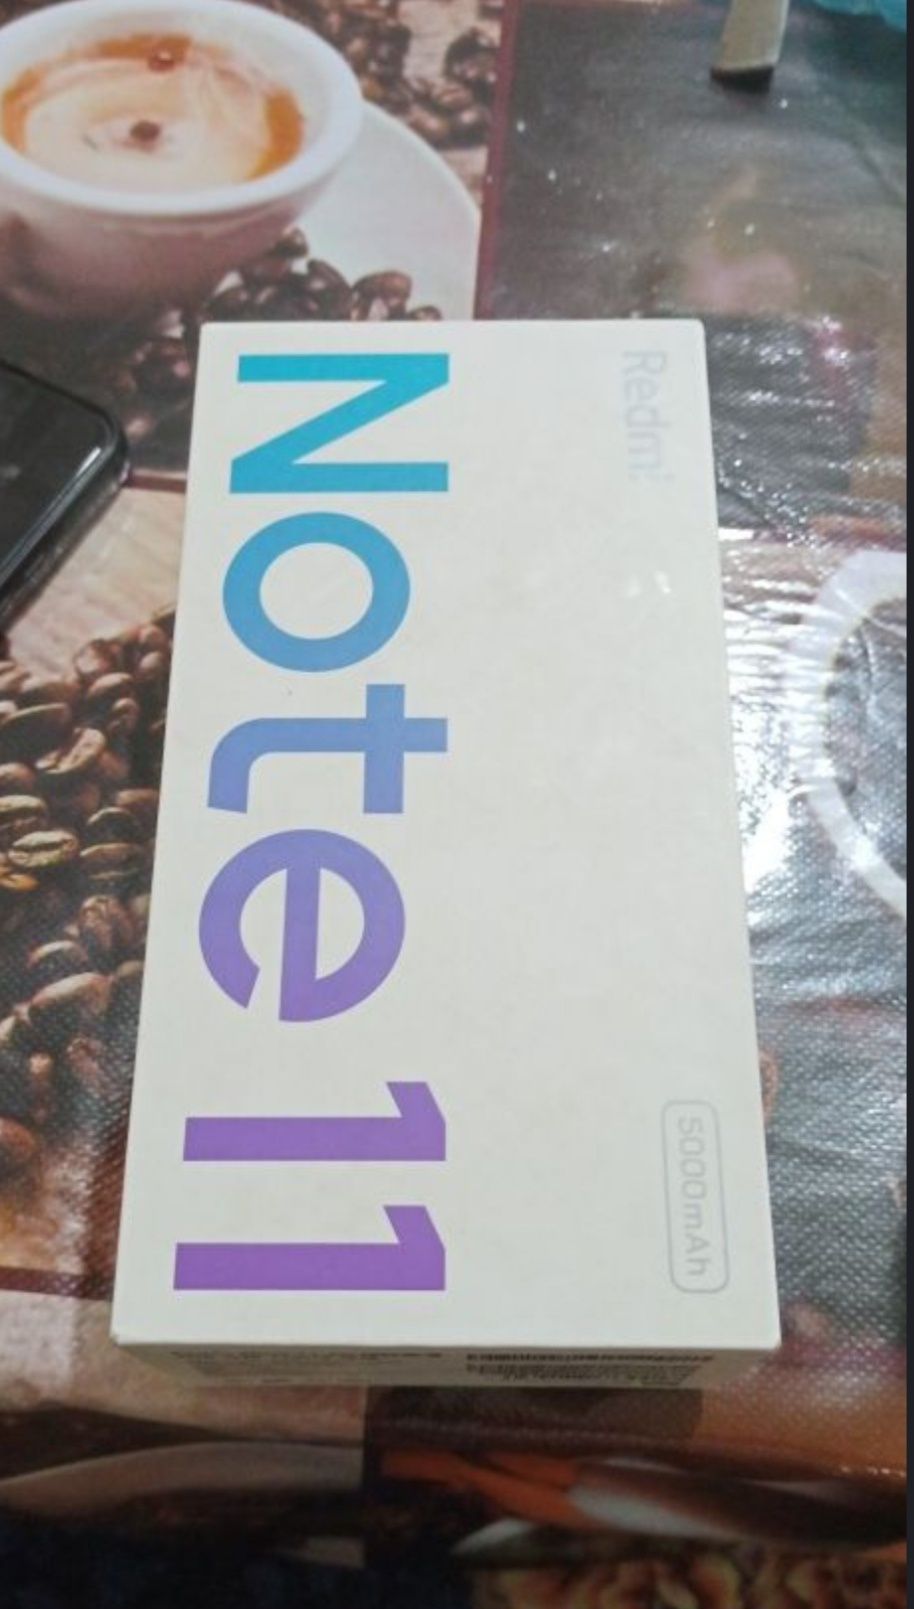 Redmi
5000mAh
Note 11